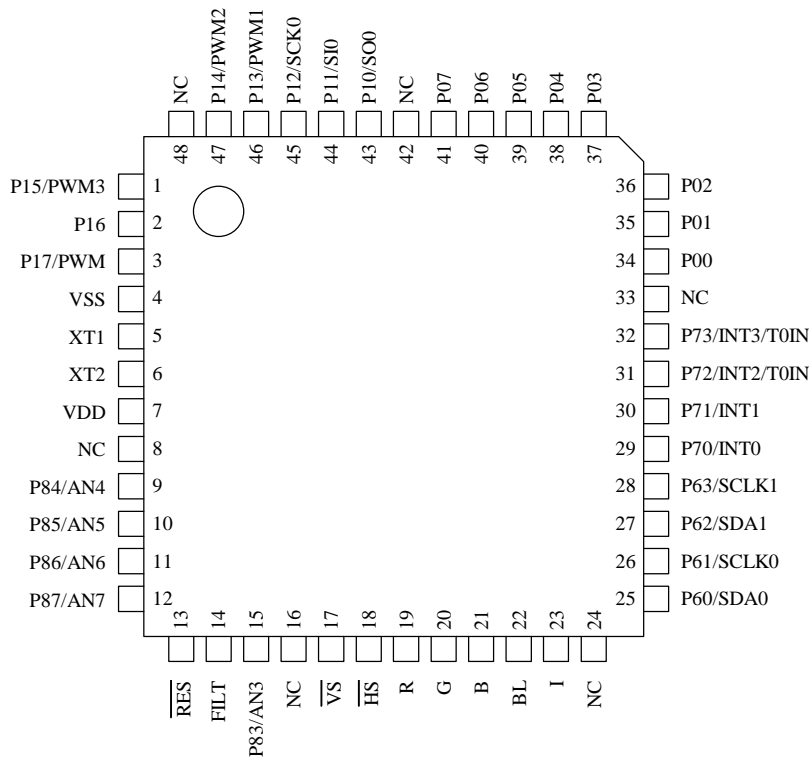 NC
P14/PWM2
P13/PWM1
P12/SCK0
P11/SI0
P10/SO0
NC
P07
P06
P05
P04
P03
48
47
46
45
44
43
42
41
40
39
38
37
P15/PWM3 1
P16 2
P17/PWM 3
VSS 4
XT1 5
XT2 6
VDD 7
NC 8
P84/AN4 9
P85/AN5 10
P86/AN6 11
P87/AN7 12
36 P02
35 P01
34 P00
33 NC
32 P73/INT3/T0IN
31 P72/INT2/T0IN
30 P71/INT1
29 P70/INT0
28 P63/SCLK1
27 P62/SDA1
26 P61/SCLK0
25 P60/SDA0
13
14
15
16
17
18
19
20
21
22
23
24
RES
FILT
P83/AN3
NC
VS
HS
R
G
B
BL
I
NC